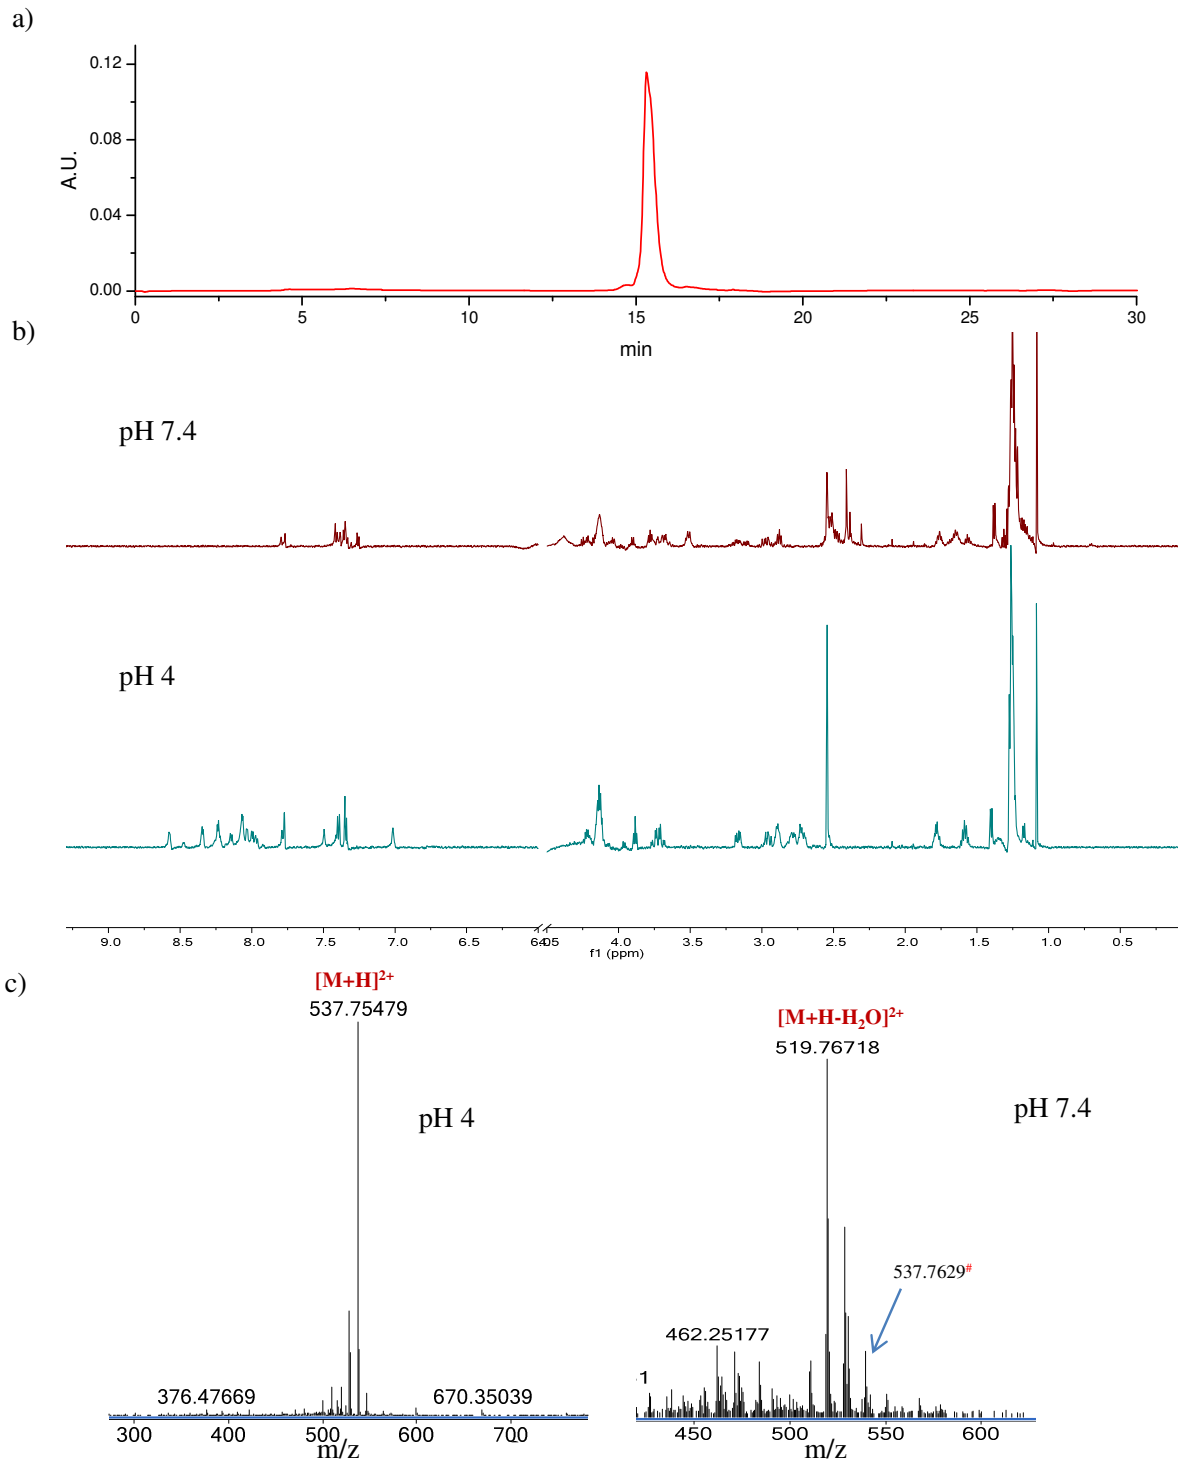 a)
0.12
0.08
0.04
0.00
A.U.
0 5 10 15 20 25 30
min
b)
pH 7.4
pH 4
9.0 8.5 8.0 7.5 7.0 6.5 4.0 3.5 3.0 2.5 2.0 1.5 1.0 0.5
f1 (ppm)
c)
[M+H]²⁺
537.75479
pH 4
376.47669
670.35039
300 400 500 600
m/z
[M+H-H₂O]²⁺
519.76718
pH 7.4
537.7629#
462.25177
.1
450 500 550 600
m/z